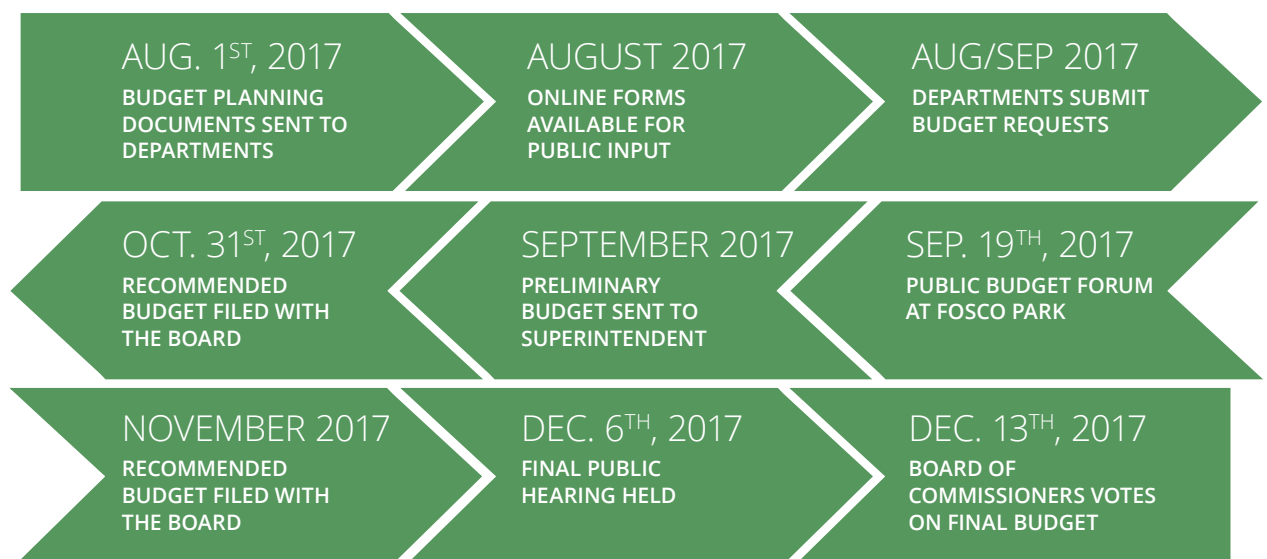 AUG. 1ST, 2017
BUDGET PLANNING
DOCUMENTS SENT TO
DEPARTMENTS
AUGUST 2017
ONLINE FORMS
AVAILABLE FOR
PUBLIC INPUT
AUG/SEP 2017
DEPARTMENTS SUBMIT
BUDGET REQUESTS
SEP. 19TH, 2017
PUBLIC BUDGET FORUM
AT FOSCO PARK
SEPTEMBER 2017
PRELIMINARY
BUDGET SENT TO
SUPERINTENDENT
OCT. 31ST, 2017
RECOMMENDED
BUDGET FILED WITH
THE BOARD
NOVEMBER 2017
RECOMMENDED
BUDGET FILED WITH
THE BOARD
DEC. 6TH, 2017
FINAL PUBLIC
HEARING HELD
DEC. 13TH, 2017
BOARD OF
COMMISSIONERS VOTES
ON FINAL BUDGET